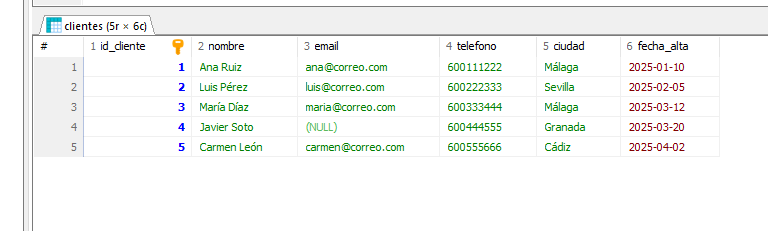 clientes (5r × 6c)
# 1 id_cliente 2 nombre 3 email 4 telefono 5 ciudad 6 fecha_alta
1 1 Ana Ruiz ana@correo.com 600111222 Málaga 2025-01-10
2 2 Luis Pérez luis@correo.com 600222333 Sevilla 2025-02-05
3 3 María Díaz maria@correo.com 600333444 Málaga 2025-03-12
4 4 Javier Soto (NULL) 600444555 Granada 2025-03-20
5 5 Carmen León carmen@correo.com 600555666 Cádiz 2025-04-02